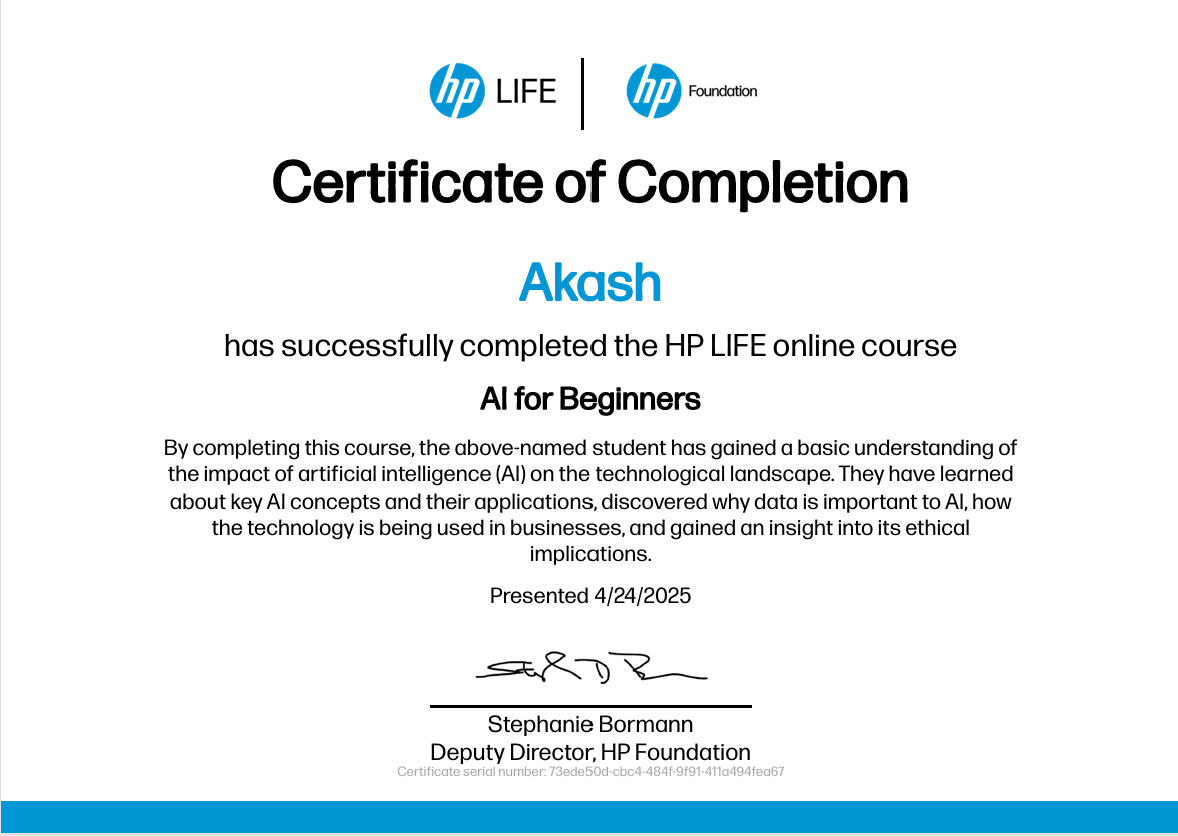 hp LIFE hp Foundation
Certificate of Completion
Akash
has successfully completed the HP LIFE online course
AI for Beginners
By completing this course, the above-named student has gained a basic understanding of
the impact of artificial intelligence (AI) on the technological landscape. They have learned
about key AI concepts and their applications, discovered why data is important to AI, how
the technology is being used in businesses, and gained an insight into its ethical
implications.
Presented 4/24/2025
Stephanie Bormann
Deputy Director, HP Foundation
Certificate serial number: 73ede50d-cbc4-484f-9f91-411a494fea67